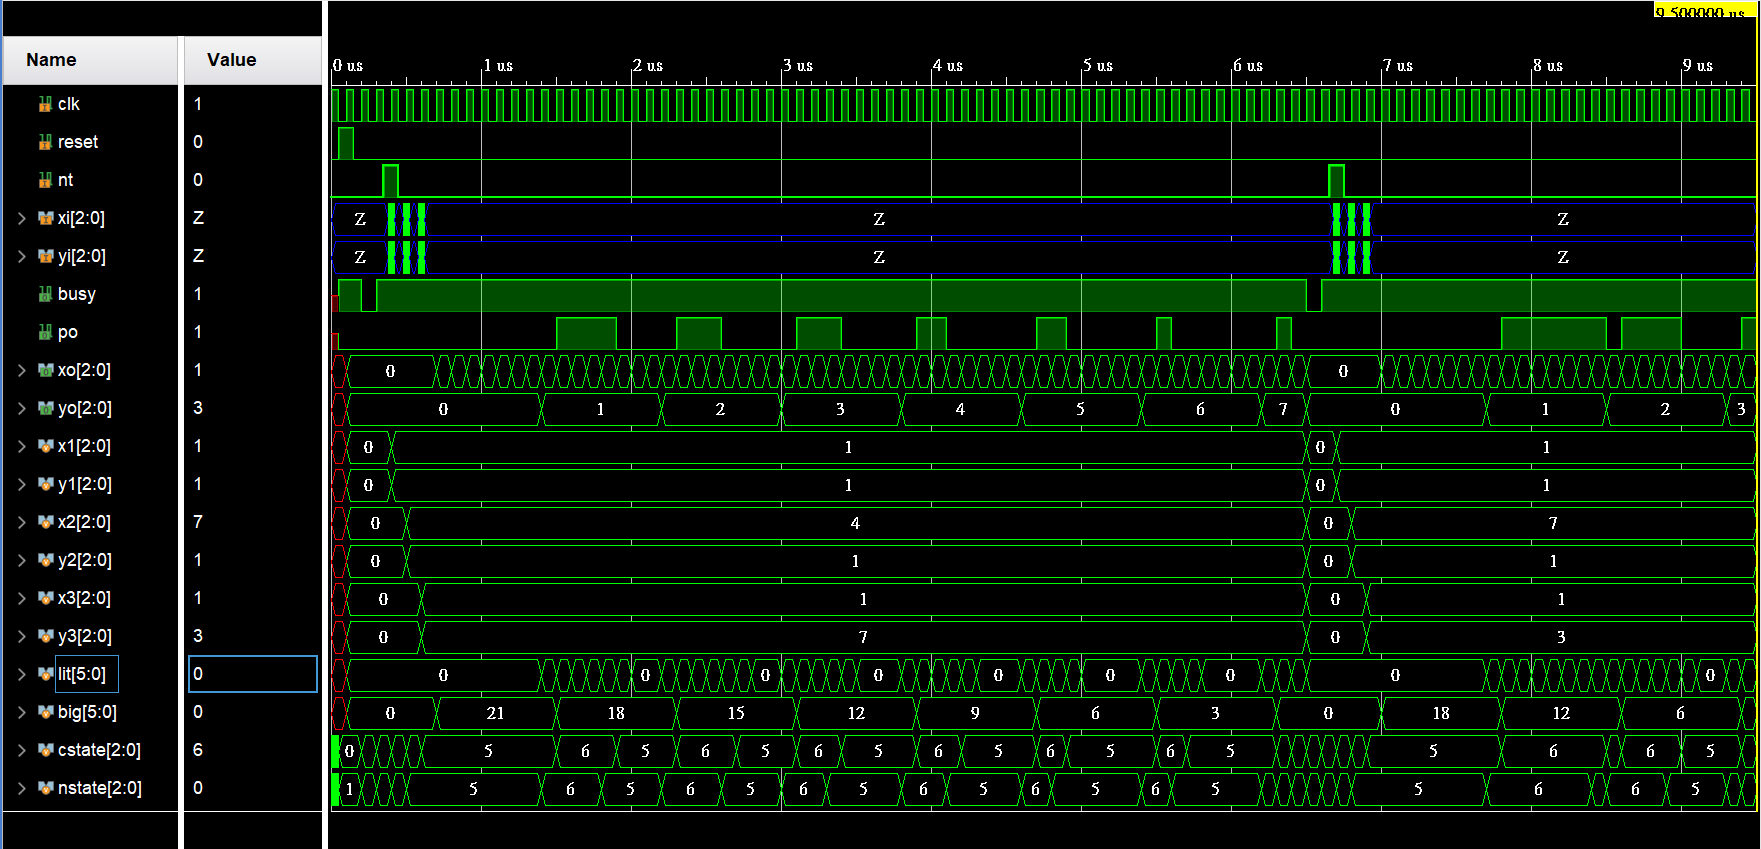 9.500000 us
Name Value
0 us 1 us 2 us 3 us 4 us 5 us 6 us 7 us 8 us 9 us
clk 1
reset 0
nt 0
xi[2:0] Z Z Z Z
yi[2:0] Z Z Z Z
busy 1
po 1
xo[2:0] 1 0 0
yo[2:0] 3 0 1 2 3 4 5 6 7 0 1 2 3
x1[2:0] 1 0 1 0 1
y1[2:0] 1 0 1 0 1
x2[2:0] 7 0 4 0 7
y2[2:0] 1 0 1 0 1
x3[2:0] 1 0 1 0 1
y3[2:0] 3 0 7 0 3
lit[5:0] 0 0 0 0 0 0 0 0 0 0
big[5:0] 0 0 21 18 15 12 9 6 3 0 18 12 6
cstate[2:0] 6 0 5 6 5 6 5 6 5 6 5 6 5 6 5 5 6 6 5
nstate[2:0] 0 1 5 6 5 6 5 6 5 6 5 6 5 6 5 5 6 6 5